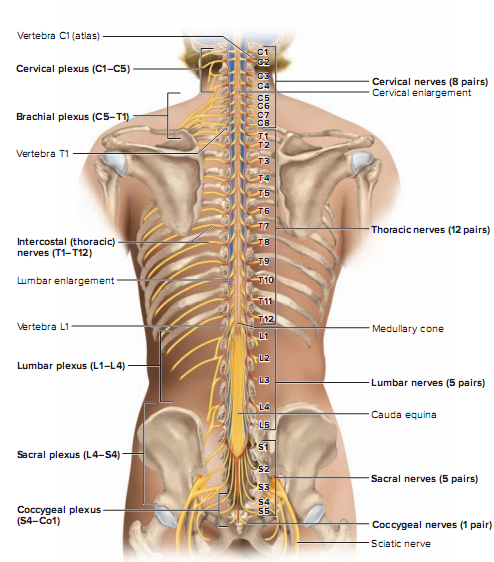 Vertebra C1 (atlas)
Cervical plexus (C1–C5)
Brachial plexus (C5–T1)
Vertebra T1
Intercostal (thoracic)
nerves (T1–T12)
Lumbar enlargement
Vertebra L1
Lumbar plexus (L1–L4)
Sacral plexus (L4–S4)
Coccygeal plexus
(S4–Co1)
C1
C2
C3
C4
C5
C6
C7
C8
T1
T2
T3
T4
T5
T6
T7
T8
T9
T10
T11
T12
L1
L2
L3
L4
L5
S1
S2
S3
S4
S5
Cervical nerves (8 pairs)
Cervical enlargement
Thoracic nerves (12 pairs)
Medullary cone
Lumbar nerves (5 pairs)
Cauda equina
Sacral nerves (5 pairs)
Coccygeal nerves (1 pair)
Sciatic nerve